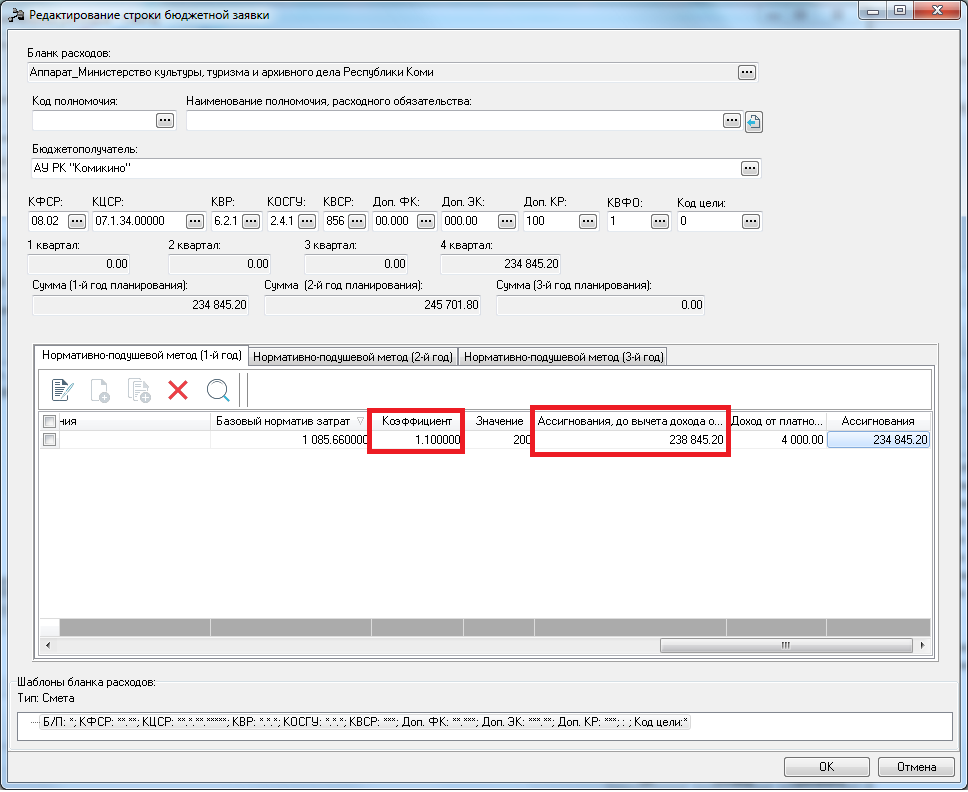 Редактирование строки бюджетной заявки
Бланк расходов:
Аппарат_Министерство культуры, туризма и архивного дела Республики Коми
Код полномочия: Наименование полномочия, расходного обязательства:
Бюджетополучатель:
АУ РК "Комикино"
КФСР: КЦСР: КВР: КОСГУ: КВСР: Доп. ФК: Доп. ЭК: Доп. КР: КВФО: Код цели:
08.02 07.1.34.00000 6.2.1 2.4.1 856 00.000 000.00 100 1 0
1 квартал: 2 квартал: 3 квартал: 4 квартал:
0.00 0.00 0.00 234 845.20
Сумма (1-й год планирования): Сумма (2-й год планирования): Сумма (3-й год планирования):
234 845.20 245 701.80 0.00
Нормативно-подушевой метод (1-й год) Нормативно-подушевой метод (2-й год) Нормативно-подушевой метод (3-й год)
ния Базовый норматив затрат Коэффициент Значение Ассигнования, до вычета дохода о... Доход от платно... Ассигнования
1 085.660000 1.100000 200 238 845.20 4 000.00 234 845.20
Шаблоны бланка расходов:
Тип: Смета
Б/П: *; КФСР: **.**; КЦСР: **.*.**.*****; КВР: *.*.*; КОСГУ: *.*.*; КВСР: ***; Доп. ФК: **.***; Доп. ЭК: ***.**; Доп. КР: ***; : ; Код цели:*
ОК Отмена